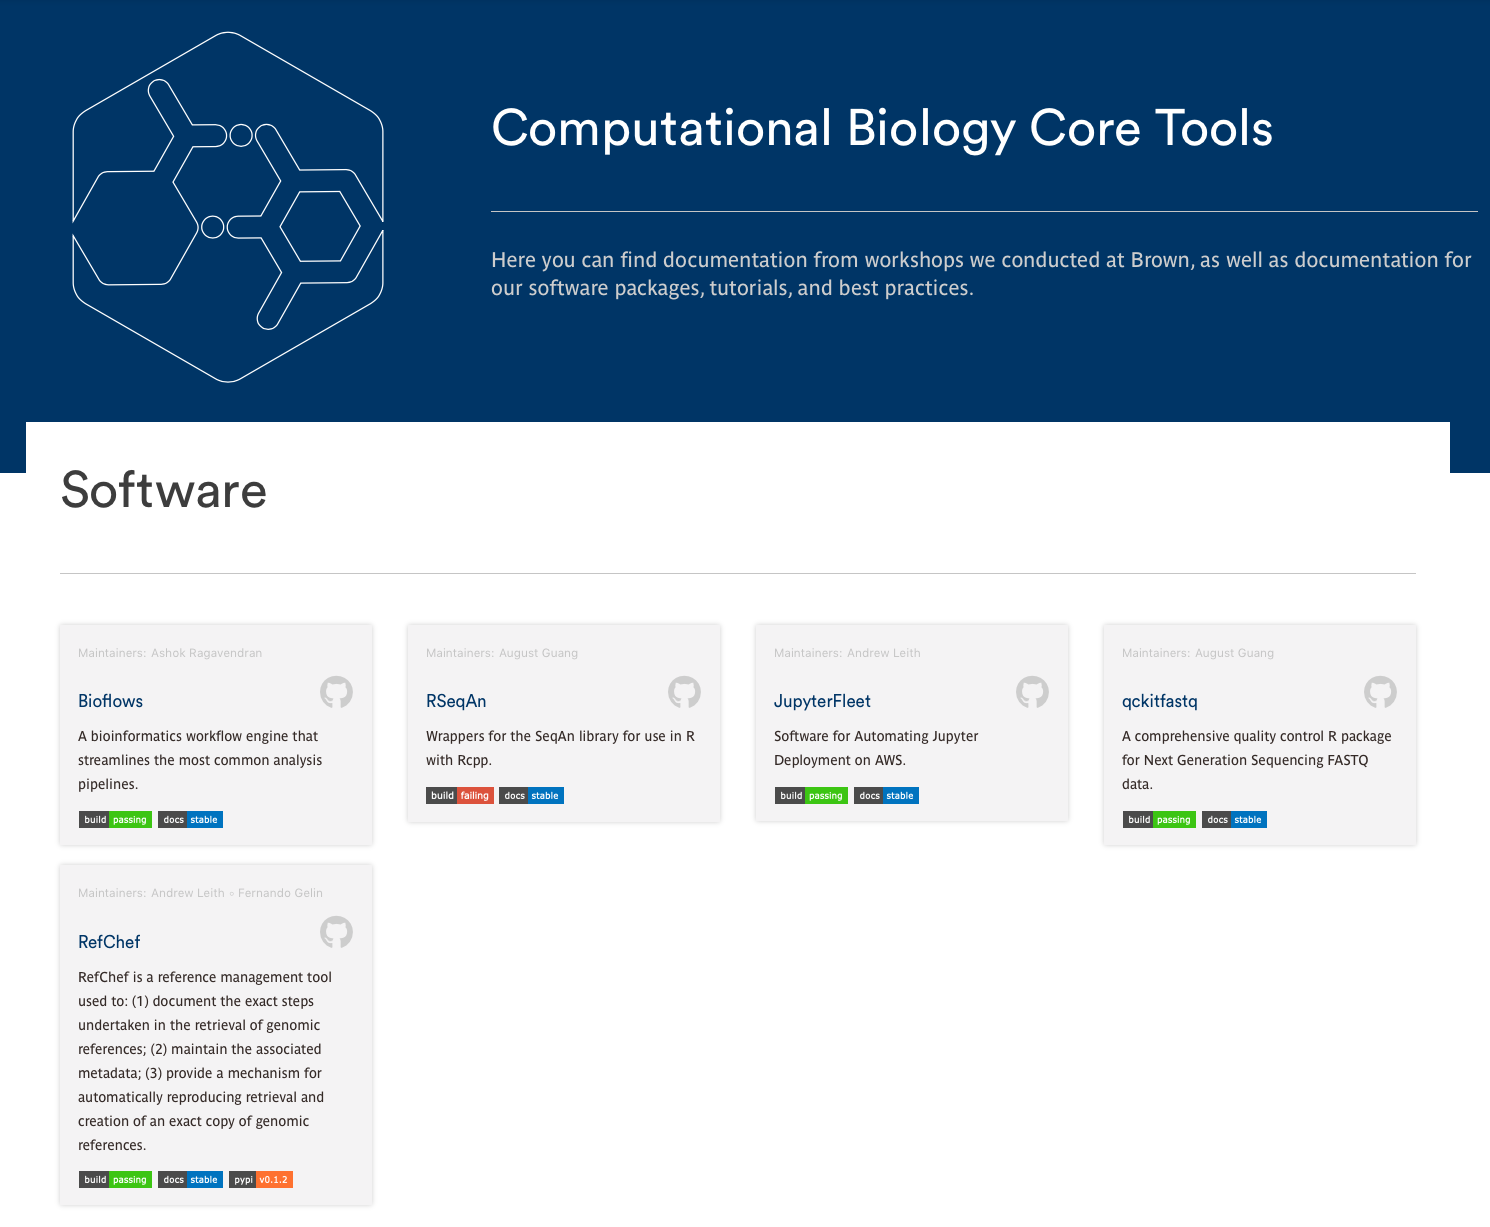 Computational Biology Core Tools
Here you can find documentation from workshops we conducted at Brown, as well as documentation for
our software packages, tutorials, and best practices.
Software
Maintainers: Ashok Ragavendran
Bioflows
A bioinformatics workflow engine that
streamlines the most common analysis
pipelines.
build passing docs stable
Maintainers: August Guang
RSeqAn
Wrappers for the SeqAn library for use in R
with Rcpp.
build failing docs stable
Maintainers: Andrew Leith
JupyterFleet
Software for Automating Jupyter
Deployment on AWS.
build passing docs stable
Maintainers: August Guang
qckitfastq
A comprehensive quality control R package
for Next Generation Sequencing FASTQ
data.
build passing docs stable
Maintainers: Andrew Leith • Fernando Gelin
RefChef
RefChef is a reference management tool
used to: (1) document the exact steps
undertaken in the retrieval of genomic
references; (2) maintain the associated
metadata; (3) provide a mechanism for
automatically reproducing retrieval and
creation of an exact copy of genomic
references.
build passing docs stable pypi v0.1.2